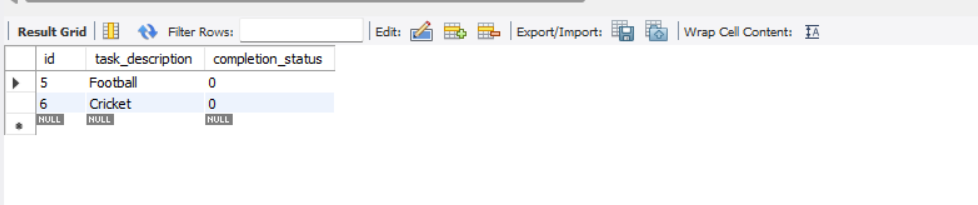 Result Grid Filter Rows: Edit: Export/Import: Wrap Cell Content: IA
id task_description completion_status
5 Football 0
6 Cricket 0
NULL NULL NULL